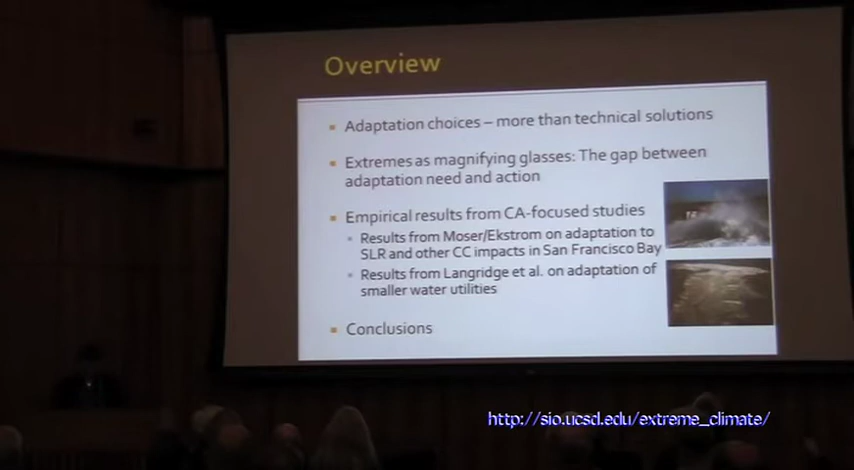 Overview
Adaptation choices – more than technical solutions
Extremes as magnifying glasses: The gap between
adaptation need and action
Empirical results from CA-focused studies
Results from Moser/Ekstrom on adaptation to
SLR and other CC impacts in San Francisco Bay
Results from Langridge et al. on adaptation of
smaller water utilities
Conclusions
http://sio.ucsd.edu/extreme_climate/